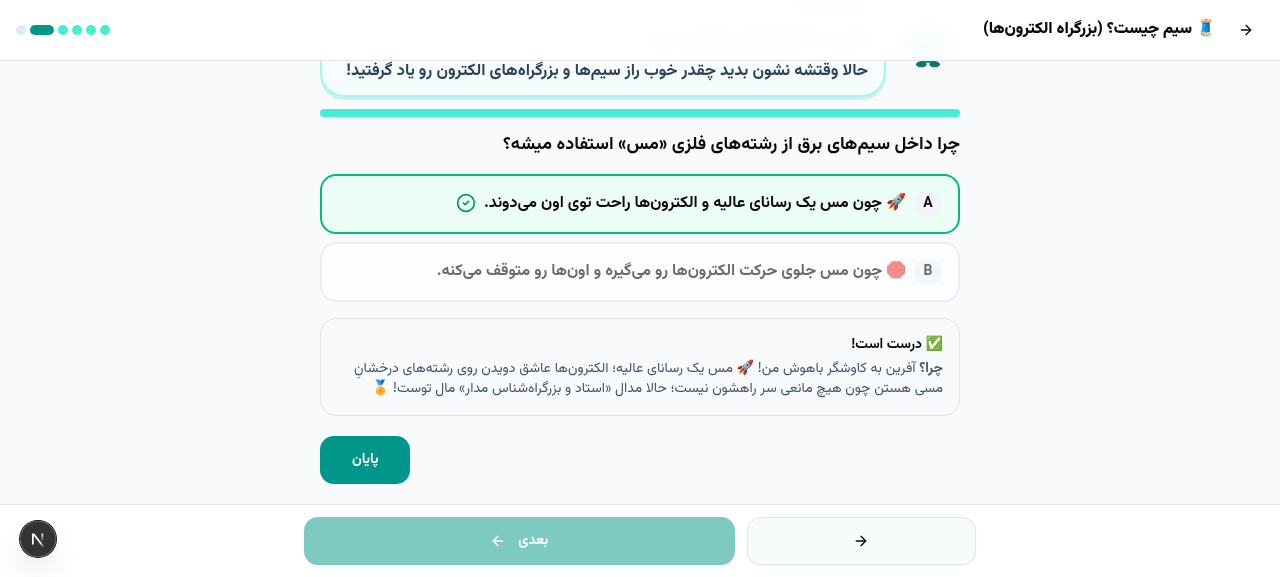 🧵 سیم چیست؟ (بزرگراه الکترون‌ها)
حالا وقتشه نشون بدید چقدر خوب راز سیم‌ها و بزرگراه‌های الکترون رو یاد گرفتید!
چرا داخل سیم‌های برق از رشته‌های فلزی «مس» استفاده میشه؟
A 🚀 چون مس یک رسانای عالیه و الکترون‌ها راحت توی اون می‌دوند.
B 🛑 چون مس جلوی حرکت الکترون‌ها رو می‌گیره و اون‌ها رو متوقف می‌کنه.
✅ درست است!
چرا؟ آفرین به کاوشگر باهوش من! 🚀 مس یک رسانای عالیه؛ الکترون‌ها عاشق دویدن روی رشته‌های درخشانِ
مسی هستن چون هیچ مانعی سر راهشون نیست؛ حالا مدال «استاد و بزرگراه‌شناس مدار» مال توست! 🏅
پایان
بعدی
N